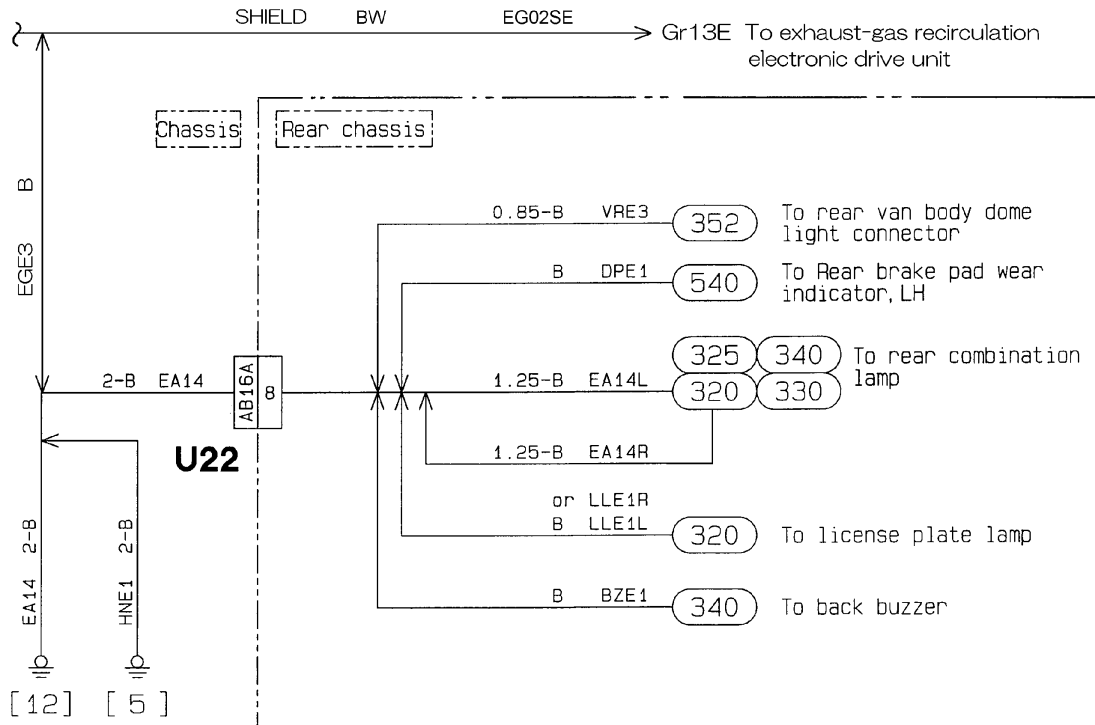 SHIELD BW EG02SE
Gr13E To exhaust-gas recirculation
electronic drive unit
Chassis
Rear chassis
EGE3 B
0.85-B VRE3
352
To rear van body dome
light connector
B DPE1
540
To Rear brake pad wear
indicator, LH
2-B EA14
AB16A
8
U22
1.25-B EA14L
325 340
320 330
To rear combination
lamp
1.25-B EA14R
or LLE1R
B LLE1L
320
To license plate lamp
B BZE1
340
To back buzzer
EA14 2-B
HNE1 2-B
[12] [5]